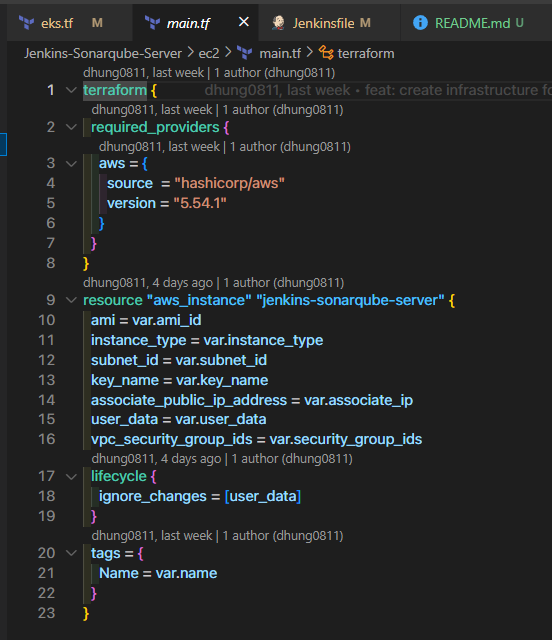 eks.tf M main.tf × Jenkinsfile M README.md U
Jenkins-Sonarqube-Server > ec2 > main.tf > terraform
dhung0811, last week | 1 author (dhung0811)
1 terraform { dhung0811, last week • feat: create infrastructure fo
dhung0811, last week | 1 author (dhung0811)
2 required_providers {
dhung0811, last week | 1 author (dhung0811)
3 aws = {
4 source = "hashicorp/aws"
5 version = "5.54.1"
6 }
7 }
8 }
dhung0811, 4 days ago | 1 author (dhung0811)
9 resource "aws_instance" "jenkins-sonarqube-server" {
10 ami = var.ami_id
11 instance_type = var.instance_type
12 subnet_id = var.subnet_id
13 key_name = var.key_name
14 associate_public_ip_address = var.associate_ip
15 user_data = var.user_data
16 vpc_security_group_ids = var.security_group_ids
dhung0811, 4 days ago | 1 author (dhung0811)
17 lifecycle {
18 ignore_changes = [user_data]
19 }
dhung0811, last week | 1 author (dhung0811)
20 tags = {
21 Name = var.name
22 }
23 }